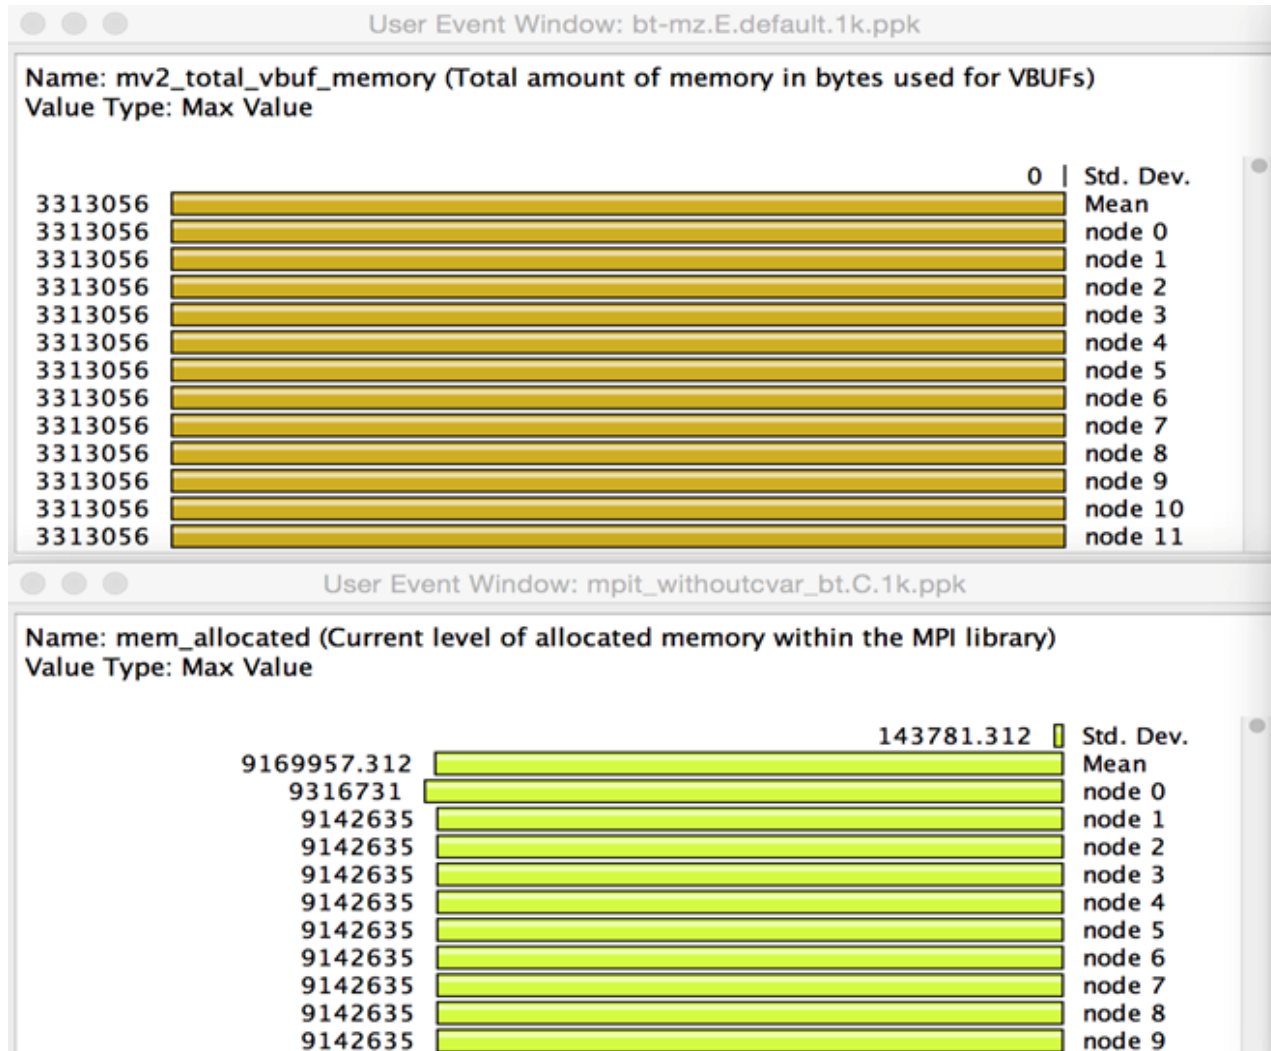 User Event Window: bt-mz.E.default.1k.ppk
Name: mv2_total_vbuf_memory (Total amount of memory in bytes used for VBUFs)
Value Type: Max Value
0 Std. Dev.
3313056 Mean
3313056 node 0
3313056 node 1
3313056 node 2
3313056 node 3
3313056 node 4
3313056 node 5
3313056 node 6
3313056 node 7
3313056 node 8
3313056 node 9
3313056 node 10
3313056 node 11
User Event Window: mpit_withoutcvar_bt.C.1k.ppk
Name: mem_allocated (Current level of allocated memory within the MPI library)
Value Type: Max Value
143781.312 Std. Dev.
9169957.312 Mean
9316731 node 0
9142635 node 1
9142635 node 2
9142635 node 3
9142635 node 4
9142635 node 5
9142635 node 6
9142635 node 7
9142635 node 8
9142635 node 9